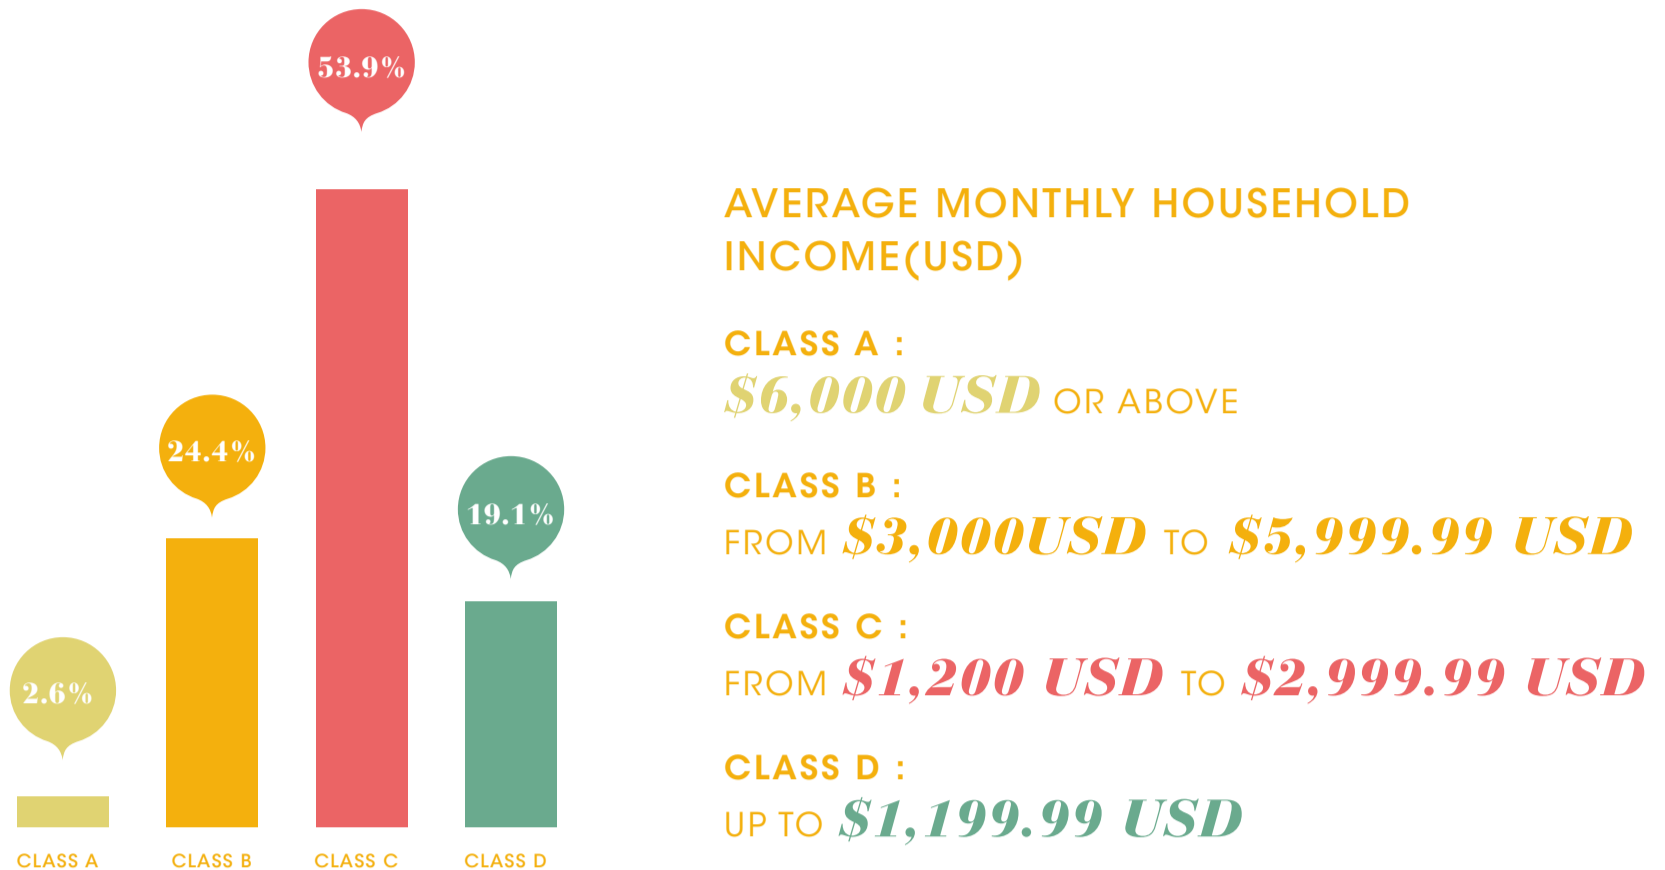 53.9%
24.4%
19.1%
2.6%
CLASS A
CLASS B
CLASS C
CLASS D
AVERAGE MONTHLY HOUSEHOLD
INCOME(USD)
CLASS A :
$6,000 USD OR ABOVE
CLASS B :
FROM $3,000USD TO $5,999.99 USD
CLASS C :
FROM $1,200 USD TO $2,999.99 USD
CLASS D :
UP TO $1,199.99 USD